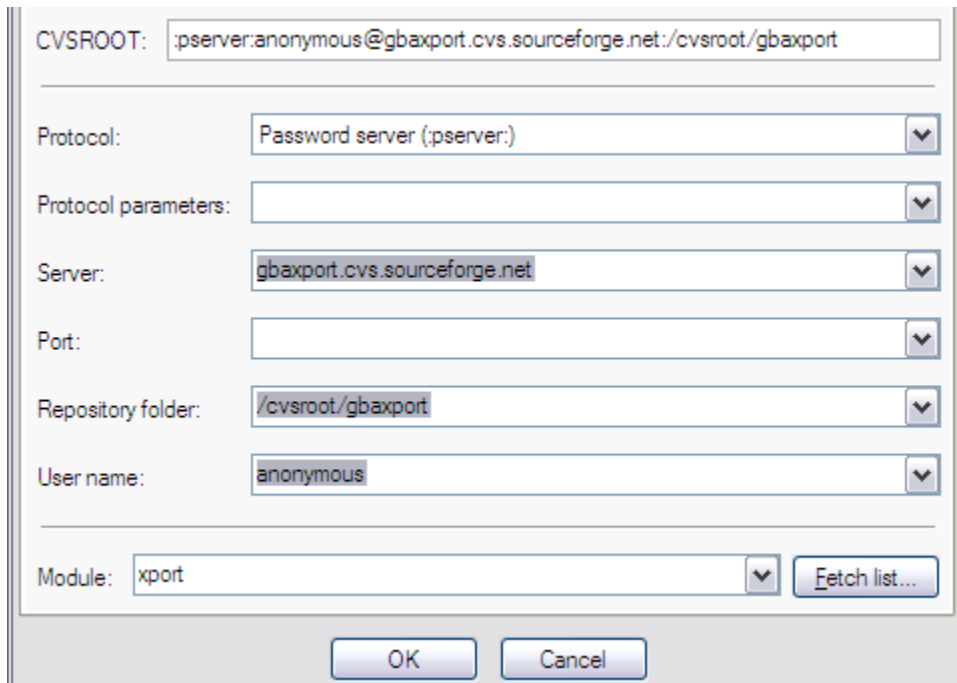 CVSROOT: :pserver:anonymous@gbaxport.cvs.sourceforge.net:/cvsroot/gbaxport
Protocol: Password server (:pserver:)
Protocol parameters:
Server: gbaxport.cvs.sourceforge.net
Port:
Repository folder: /cvsroot/gbaxport
User name: anonymous
Module: xport Fetch list...
OK Cancel